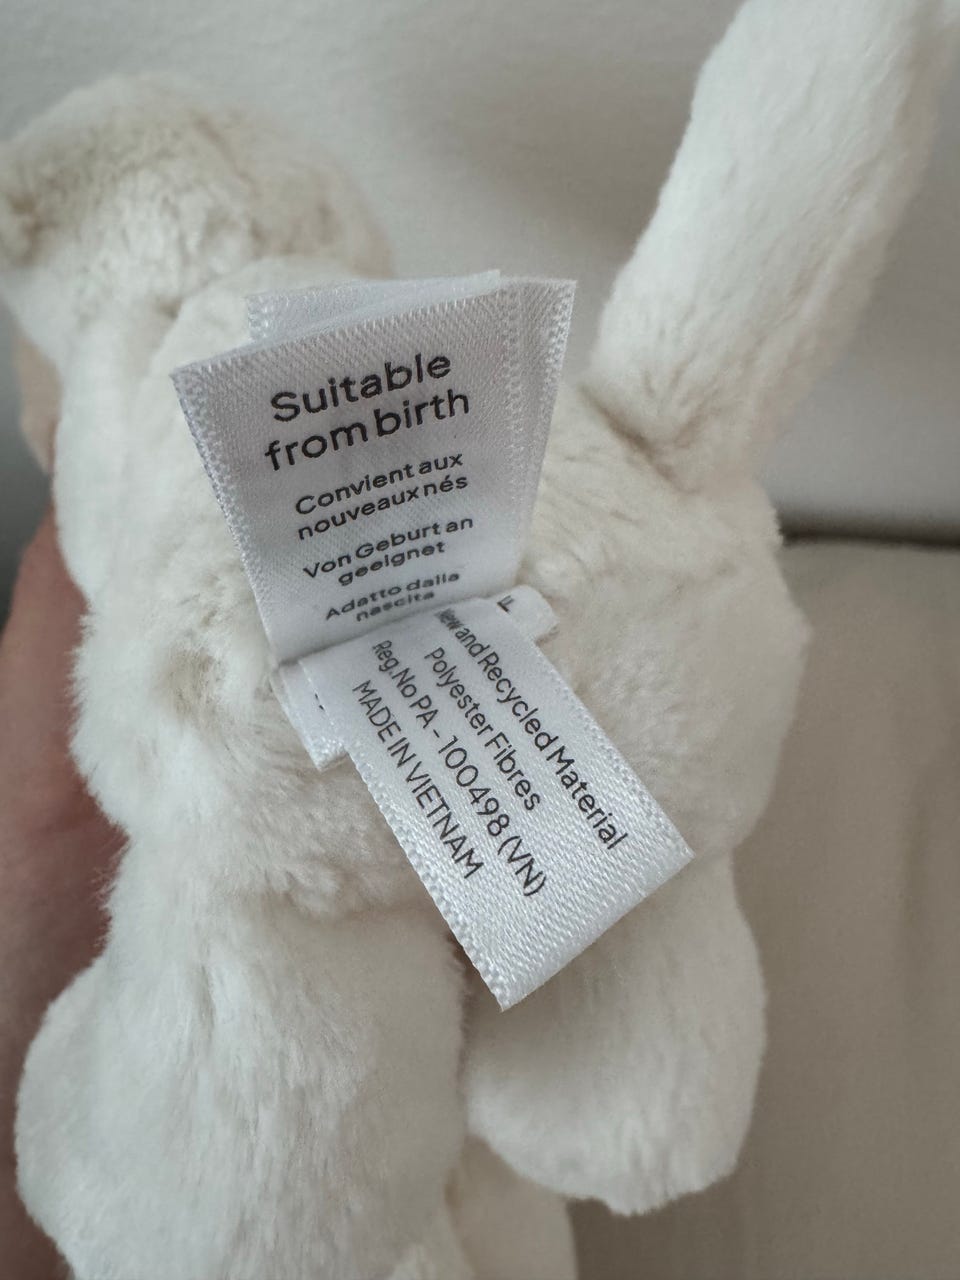 Suitable
from birth
Convient aux
nouveaux nés
Von Geburt an
geeignet
Adatto dalla
nascita
New and Recycled Material
Polyester Fibres
Reg.No PA - 100498 (VN)
MADE IN VIETNAM